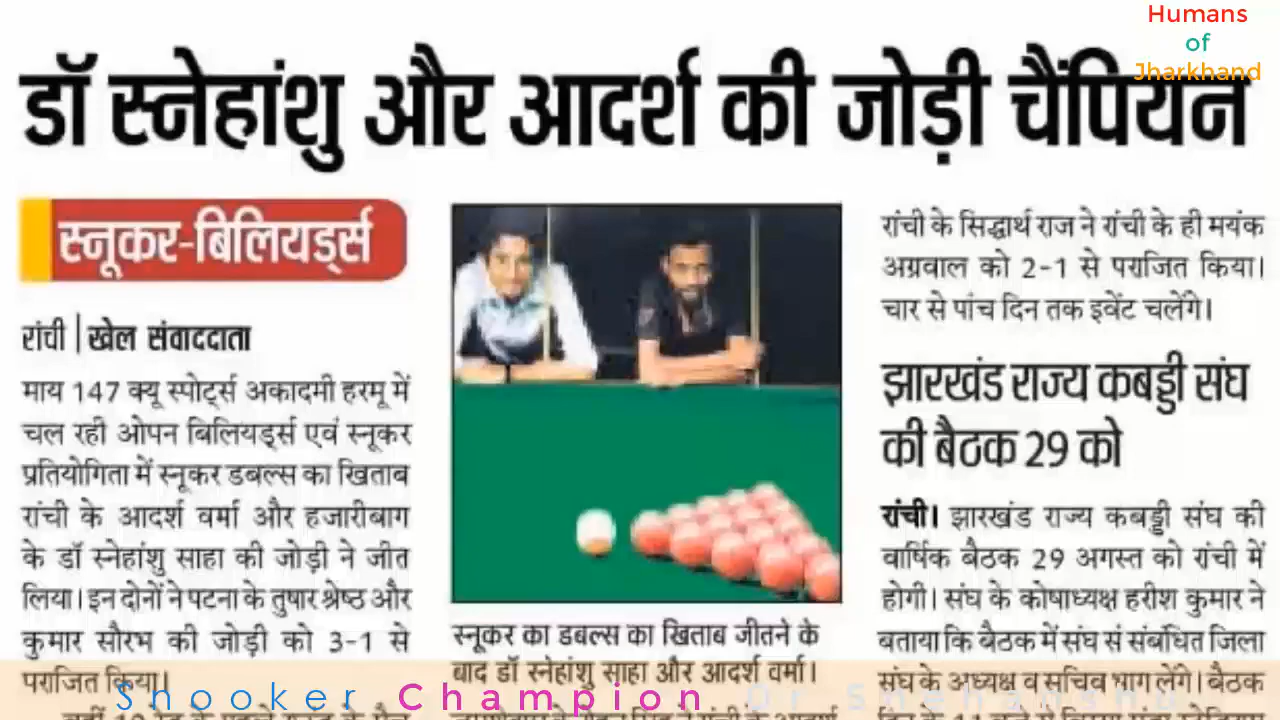 Humans
of
Jharkhand
डॉ स्नेहांशु और आदर्श की जोड़ी चैंपियन
स्नूकर-बिलियर्ड्स
रांची | खेल संवाददाता
माय 147 क्यू स्पोर्ट्स अकादमी हरमू में
चल रही ओपन बिलियर्ड्स एवं स्नूकर
प्रतियोगिता में स्नूकर डबल्स का खिताब
रांची के आदर्श वर्मा और हजारीबाग
के डॉ स्नेहांशु साहा की जोड़ी ने जीत
लिया। इन दोनों ने पटना के तुषार श्रेष्ठ और
कुमार सौरभ की जोड़ी को 3-1 से
पराजित किया।
स्नूकर का डबल्स का खिताब जीतने के
बाद डॉ स्नेहांशु साहा और आदर्श वर्मा।
रांची के सिद्धार्थ राज ने रांची के ही मयंक
अग्रवाल को 2-1 से पराजित किया।
चार से पांच दिन तक इवेंट चलेंगे।
झारखंड राज्य कबड्डी संघ
की बैठक 29 को
रांची। झारखंड राज्य कबड्डी संघ की
वार्षिक बैठक 29 अगस्त को रांची में
होगी। संघ के कोषाध्यक्ष हरीश कुमार ने
बताया कि बैठक में संघ सं संबंधित जिला
संघ के अध्यक्ष व सचिव भाग लेंगे। बैठक
Snooker Champion Dr Snehanshu